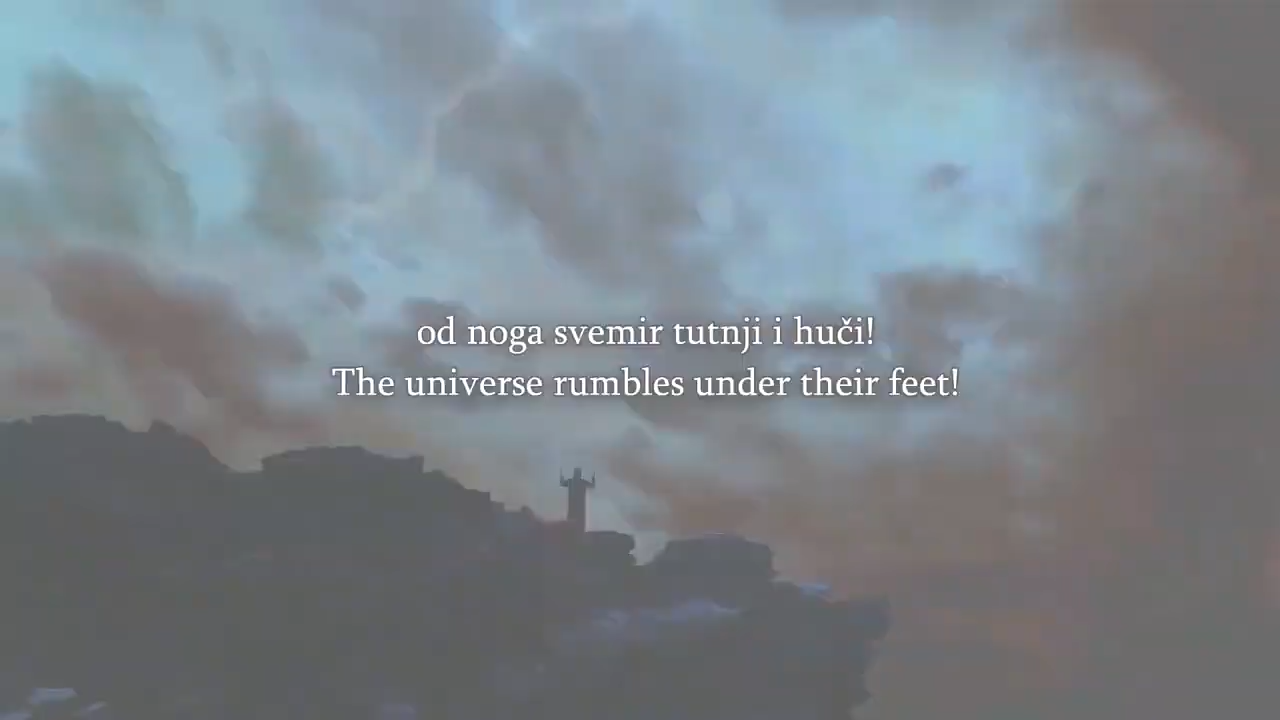 od noga svemir tutnji i huči!
The universe rumbles under their feet!